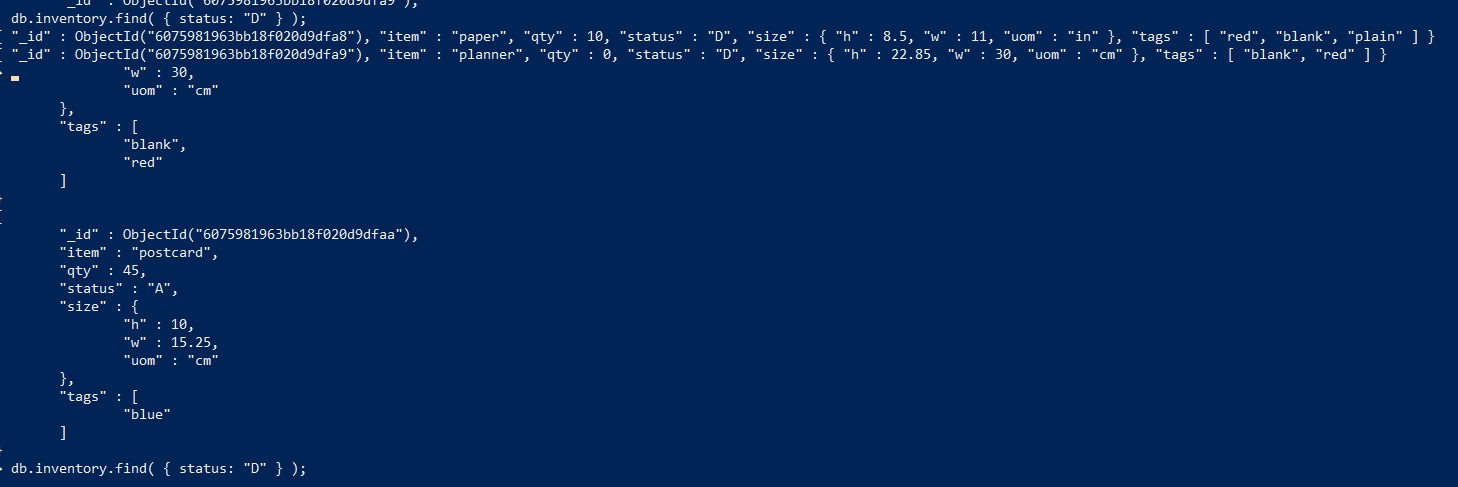 "_id" : ObjectId("6075981963bb18f020d9dfa9"),
db.inventory.find( { status: "D" } );
"_id" : ObjectId("6075981963bb18f020d9dfa8"), "item" : "paper", "qty" : 10, "status" : "D", "size" : { "h" : 8.5, "w" : 11, "uom" : "in" }, "tags" : [ "red", "blank", "plain" ] }
"_id" : ObjectId("6075981963bb18f020d9dfa9"), "item" : "planner", "qty" : 0, "status" : "D", "size" : { "h" : 22.85, "w" : 30, "uom" : "cm" }, "tags" : [ "blank", "red" ] }
"w" : 30,
"uom" : "cm"
},
"tags" : [
"blank",
"red"
]
"_id" : ObjectId("6075981963bb18f020d9dfaa"),
"item" : "postcard",
"qty" : 45,
"status" : "A",
"size" : {
"h" : 10,
"w" : 15.25,
"uom" : "cm"
},
"tags" : [
"blue"
]
db.inventory.find( { status: "D" } );